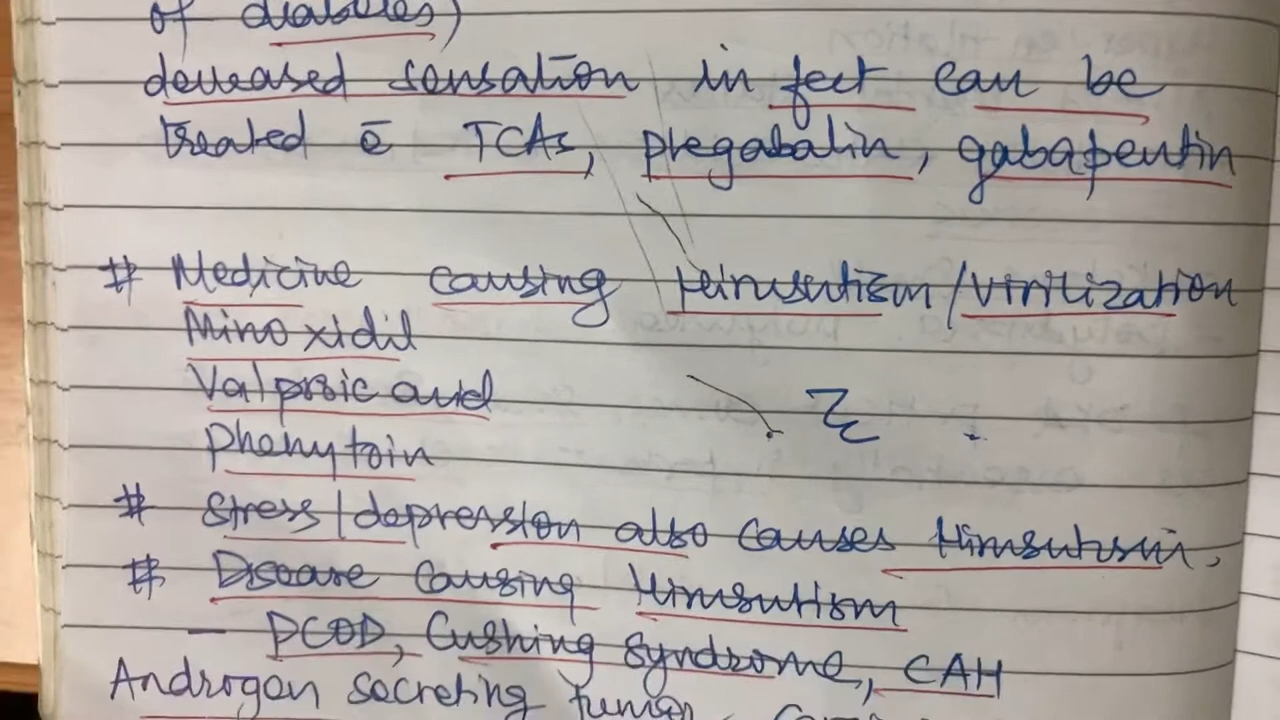 of diabetes)
decreased sensation in feet can be
treated c̄ TCAs, pregabalin, gabapentin
# Medicine causing Hirusutism/virilization
Minoxidil
Valproic acid
Phenytoin
# Stress/depression also causes Hirsutism.
# Disease causing Hirsutism
- PCOD, Cushing syndrome, CAH
Androgen secreting tumor,